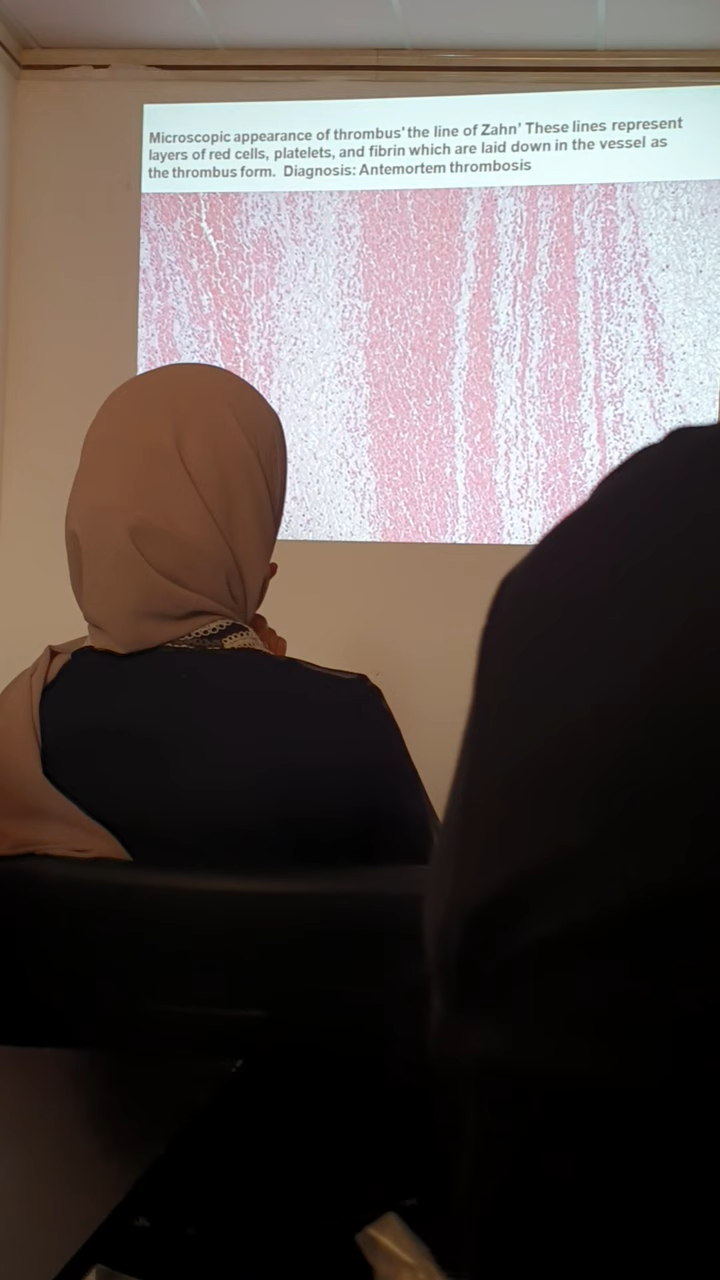 Microscopic appearance of thrombus' the line of Zahn' These lines represent
layers of red cells, platelets, and fibrin which are laid down in the vessel as
the thrombus form.  Diagnosis: Antemortem thrombosis